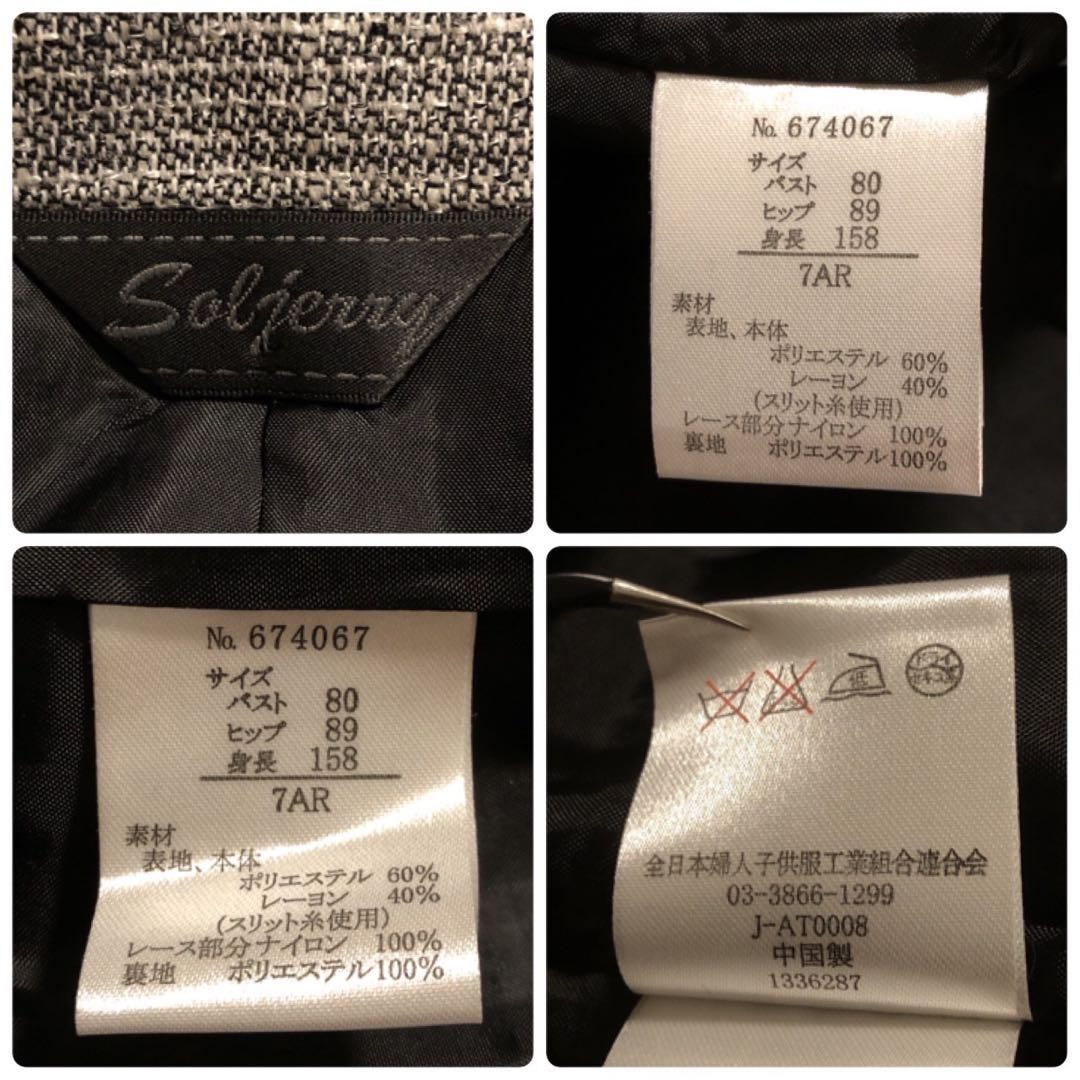 Soljerry
No. 674067
サイズ
バスト 80
ヒップ 89
身長 158
7AR
素材
表地、本体
ポリエステル 60%
レーヨン 40%
(スリット糸使用)
レース部分ナイロン 100%
裏地 ポリエステル100%
No. 674067
サイズ
バスト 80
ヒップ 89
身長 158
7AR
素材
表地、本体
ポリエステル 60%
レーヨン 40%
(スリット糸使用)
レース部分ナイロン 100%
裏地 ポリエステル100%
低
ドライ
セキユ系
全日本婦人子供服工業組合連合会
03-3866-1299
J-AT0008
中国製
1336287